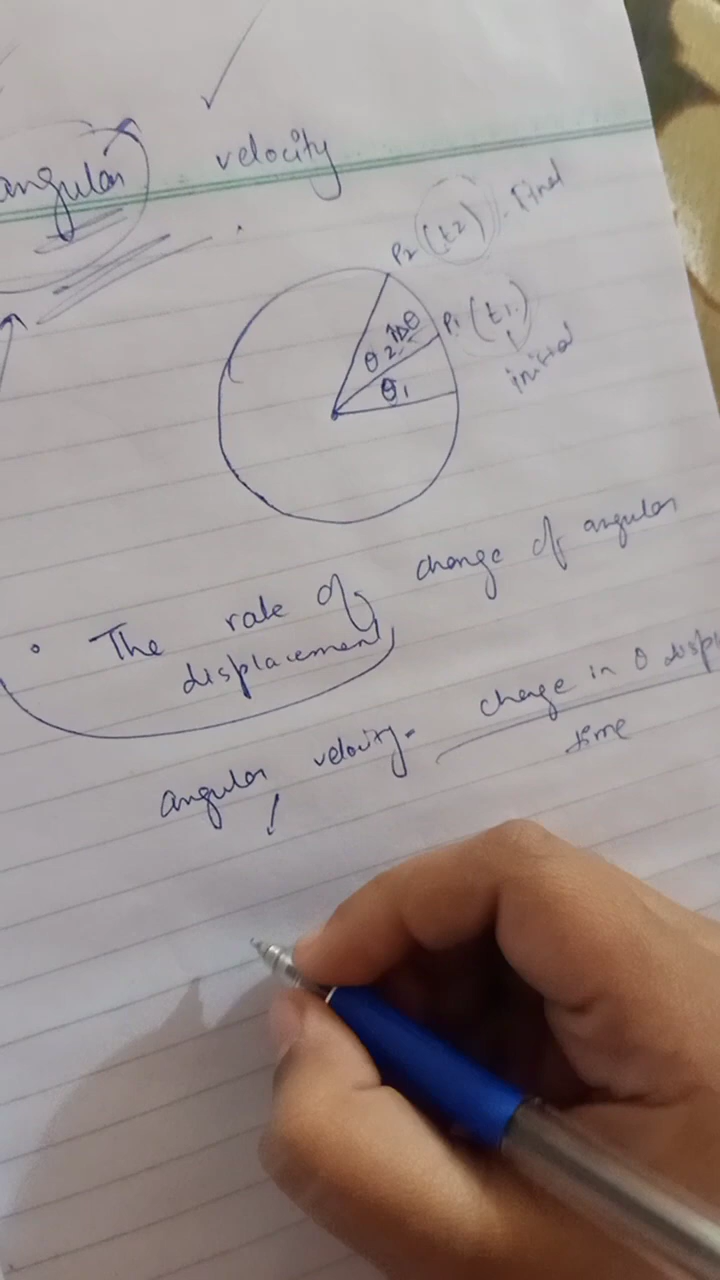 angular velocity
P2 (t2) - Final
P1 (t1)
initial
θ2 Δθ
θ1
• The rate of change of angular
displacement
angular velocity - change in θ displ
time